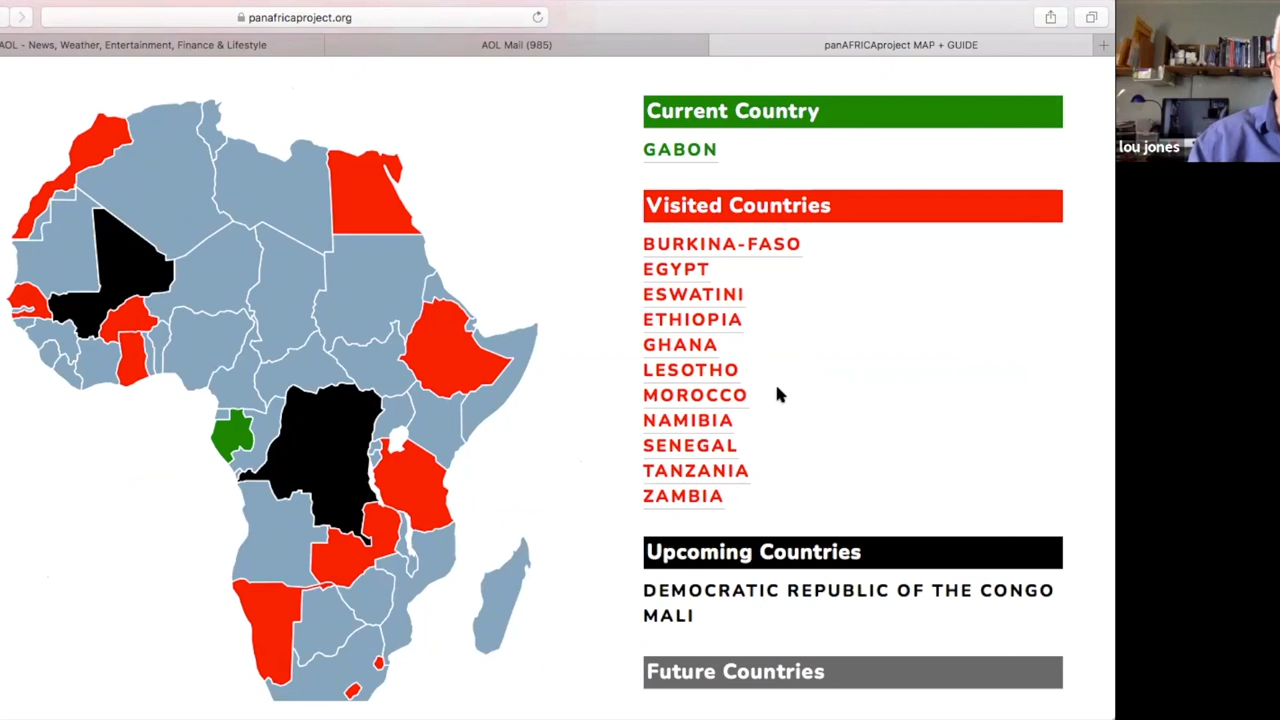 panafricaproject.org
AOL - News, Weather, Entertainment, Finance & Lifestyle
AOL Mail (985)
panAFRICAproject MAP + GUIDE
Current Country
GABON
Visited Countries
BURKINA-FASO
EGYPT
ESWATINI
ETHIOPIA
GHANA
LESOTHO
MOROCCO
NAMIBIA
SENEGAL
TANZANIA
ZAMBIA
Upcoming Countries
DEMOCRATIC REPUBLIC OF THE CONGO
MALI
Future Countries
lou jones